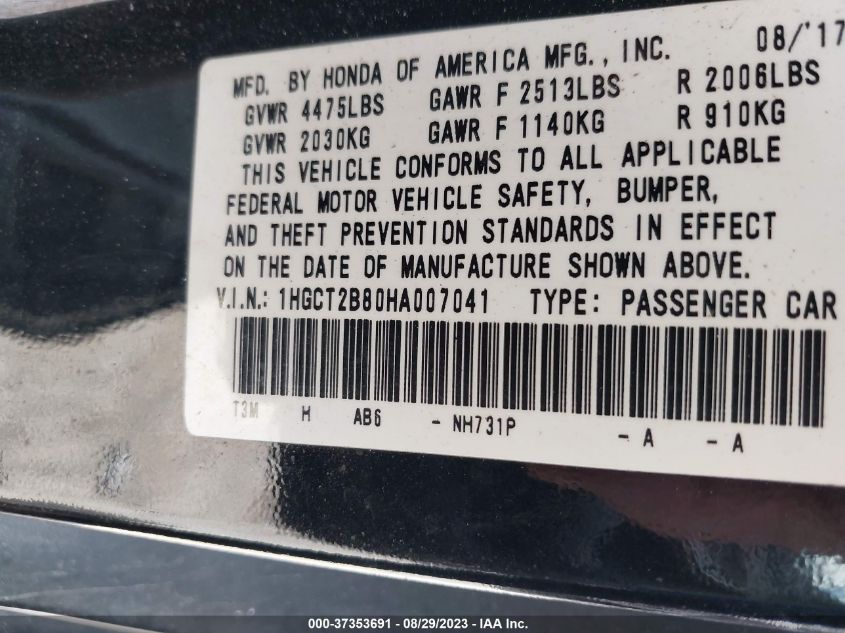 MFD. BY HONDA OF AMERICA MFG., INC. 08/'17
GVWR 4475LBS GAWR F 2513LBS R 2006LBS
GVWR 2030KG GAWR F 1140KG R 910KG
THIS VEHICLE CONFORMS TO ALL APPLICABLE
FEDERAL MOTOR VEHICLE SAFETY, BUMPER,
AND THEFT PREVENTION STANDARDS IN EFFECT
ON THE DATE OF MANUFACTURE SHOWN ABOVE.
V.I.N.: 1HGCT2B80HA007041 TYPE: PASSENGER CAR
T3M H AB6 - NH731P - A - A
000-37353691 - 08/29/2023 - IAA Inc.